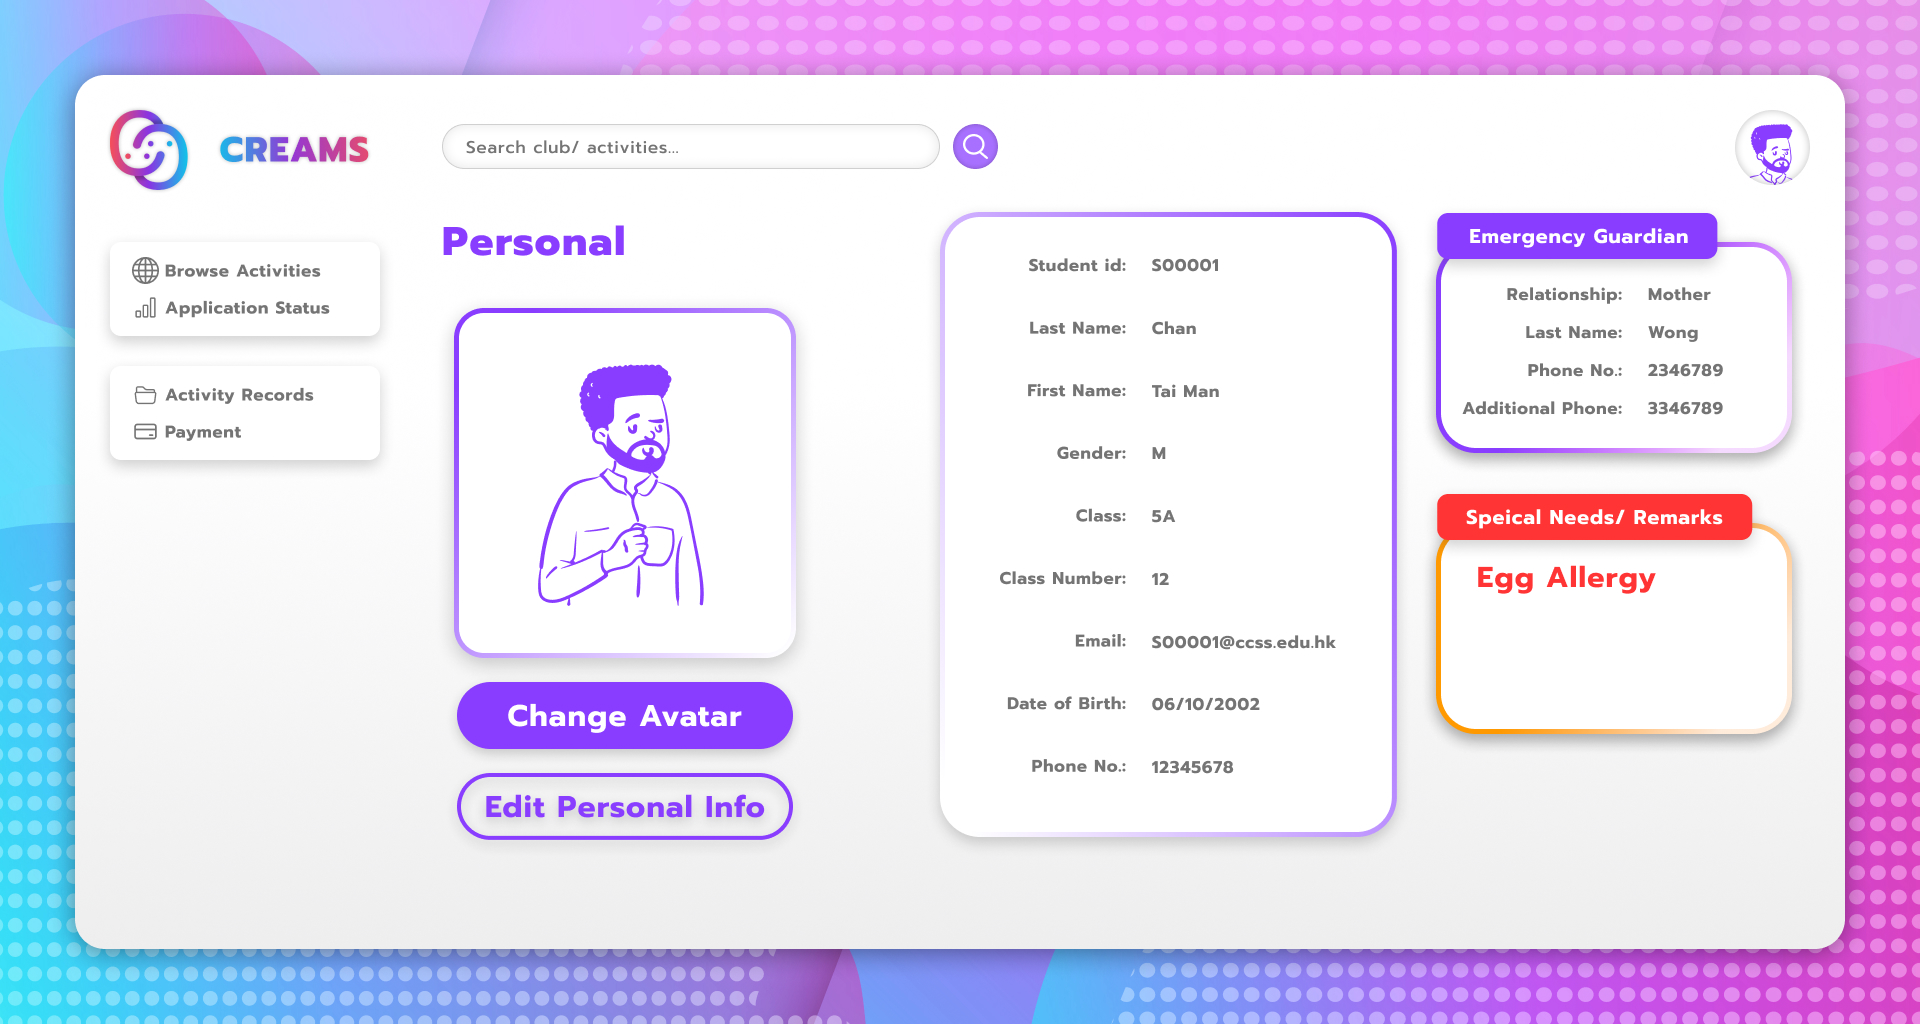 CREAMS
Search club/ activities...
Browse Activities
Application Status
Activity Records
Payment
Personal
Change Avatar
Edit Personal Info
Student id: S00001
Last Name: Chan
First Name: Tai Man
Gender: M
Class: 5A
Class Number: 12
Email: S00001@ccss.edu.hk
Date of Birth: 06/10/2002
Phone No.: 12345678
Emergency Guardian
Relationship: Mother
Last Name: Wong
Phone No.: 2346789
Additional Phone: 3346789
Speical Needs/ Remarks
Egg Allergy